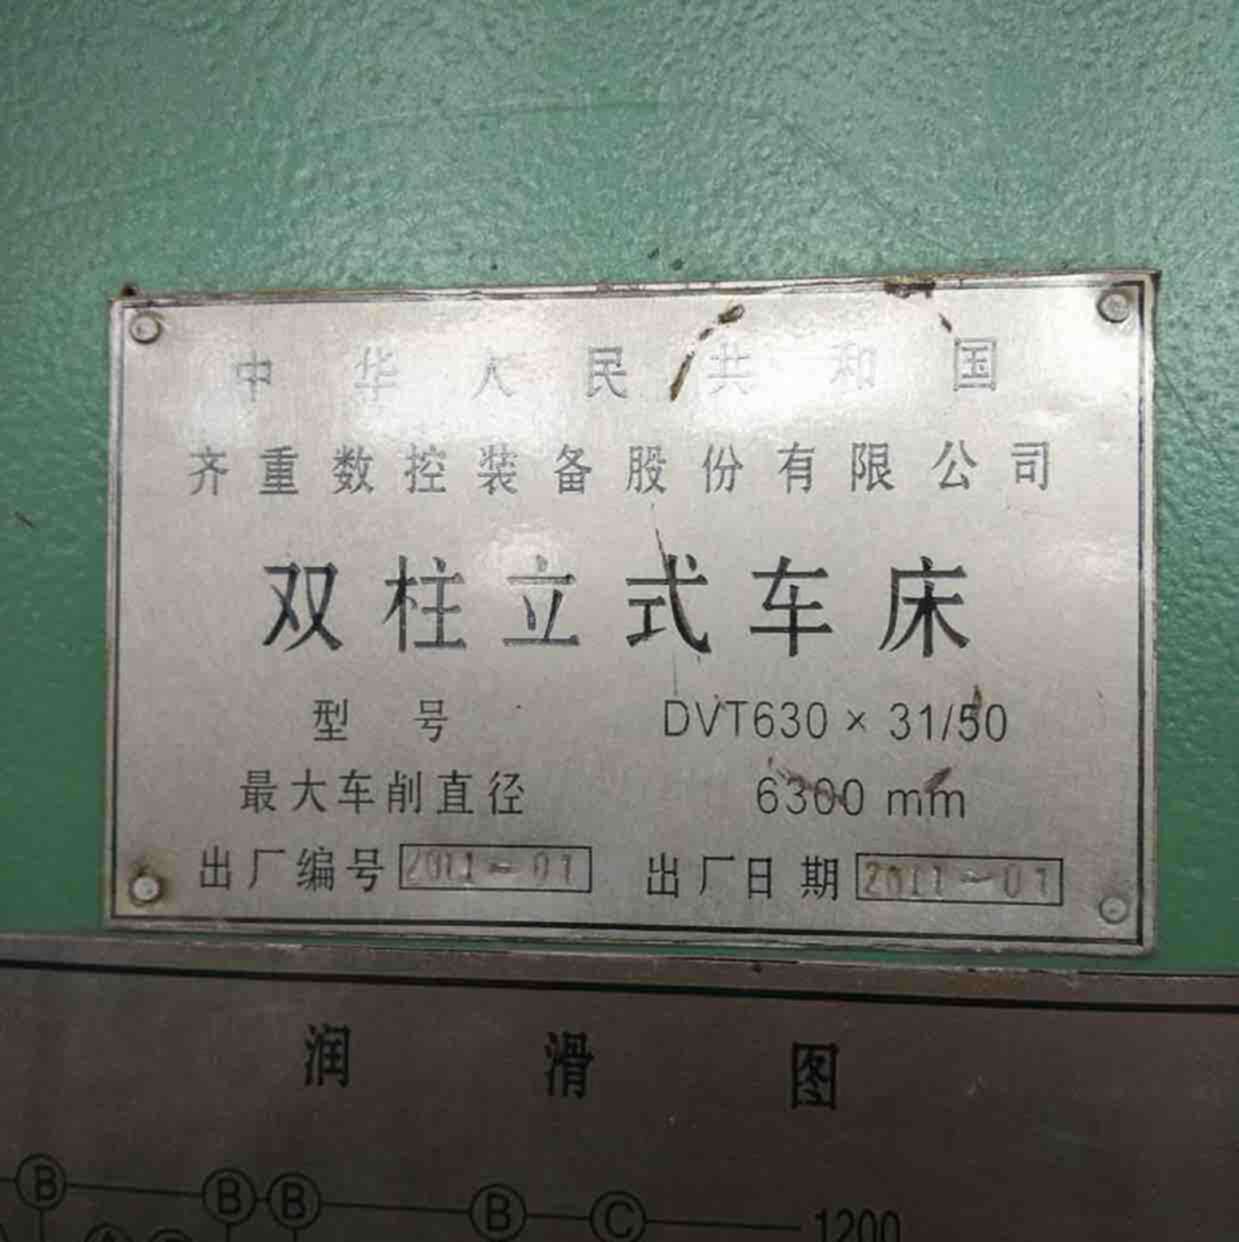 中华人民共和国
齐重数控装备股份有限公司
双柱立式车床
型号 DVT630×31/50
最大车削直径 6300 mm
出厂编号 2011-01 出厂日期 2011-01
润滑图
B B B B C 1200